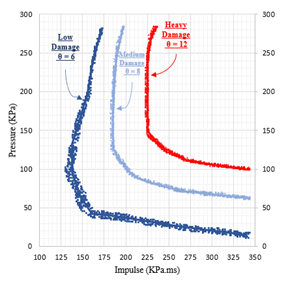 300
250
200
150
100
50
0
Pressure (KPa)
300
250
200
150
100
50
0
Low
Damage
θ = 6
Medium
Damage
θ = 8
Heavy
Damage
θ = 12
100 125 150 175 200 225 250 275 300 325 350
Impulse (KPa.ms)